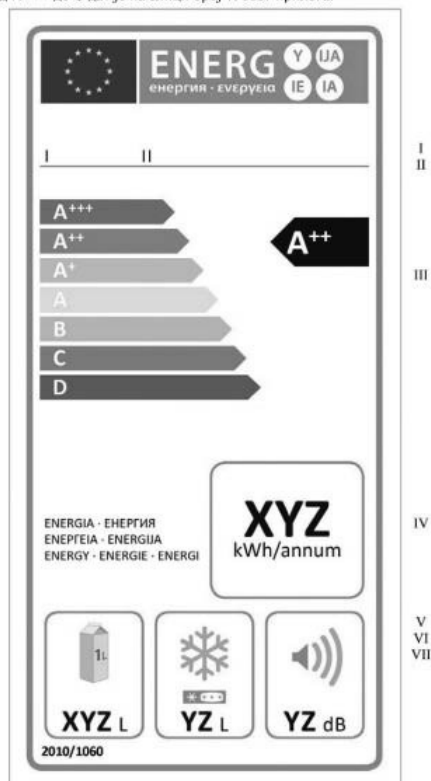 ENERG Y IJA
енергия · ενεργεια IE IA
I II
I
II
A+++
A++ A++
A+
III
A
B
C
D
ENERGIA · ЕНЕРГИЯ
ΕΝΕΡΓΕΙΑ · ENERGIJA
ENERGY · ENERGIE · ENERGI
XYZ
kWh/annum
IV
1L
V
VI
VII
XYZ L YZ L YZ dB
2010/1060